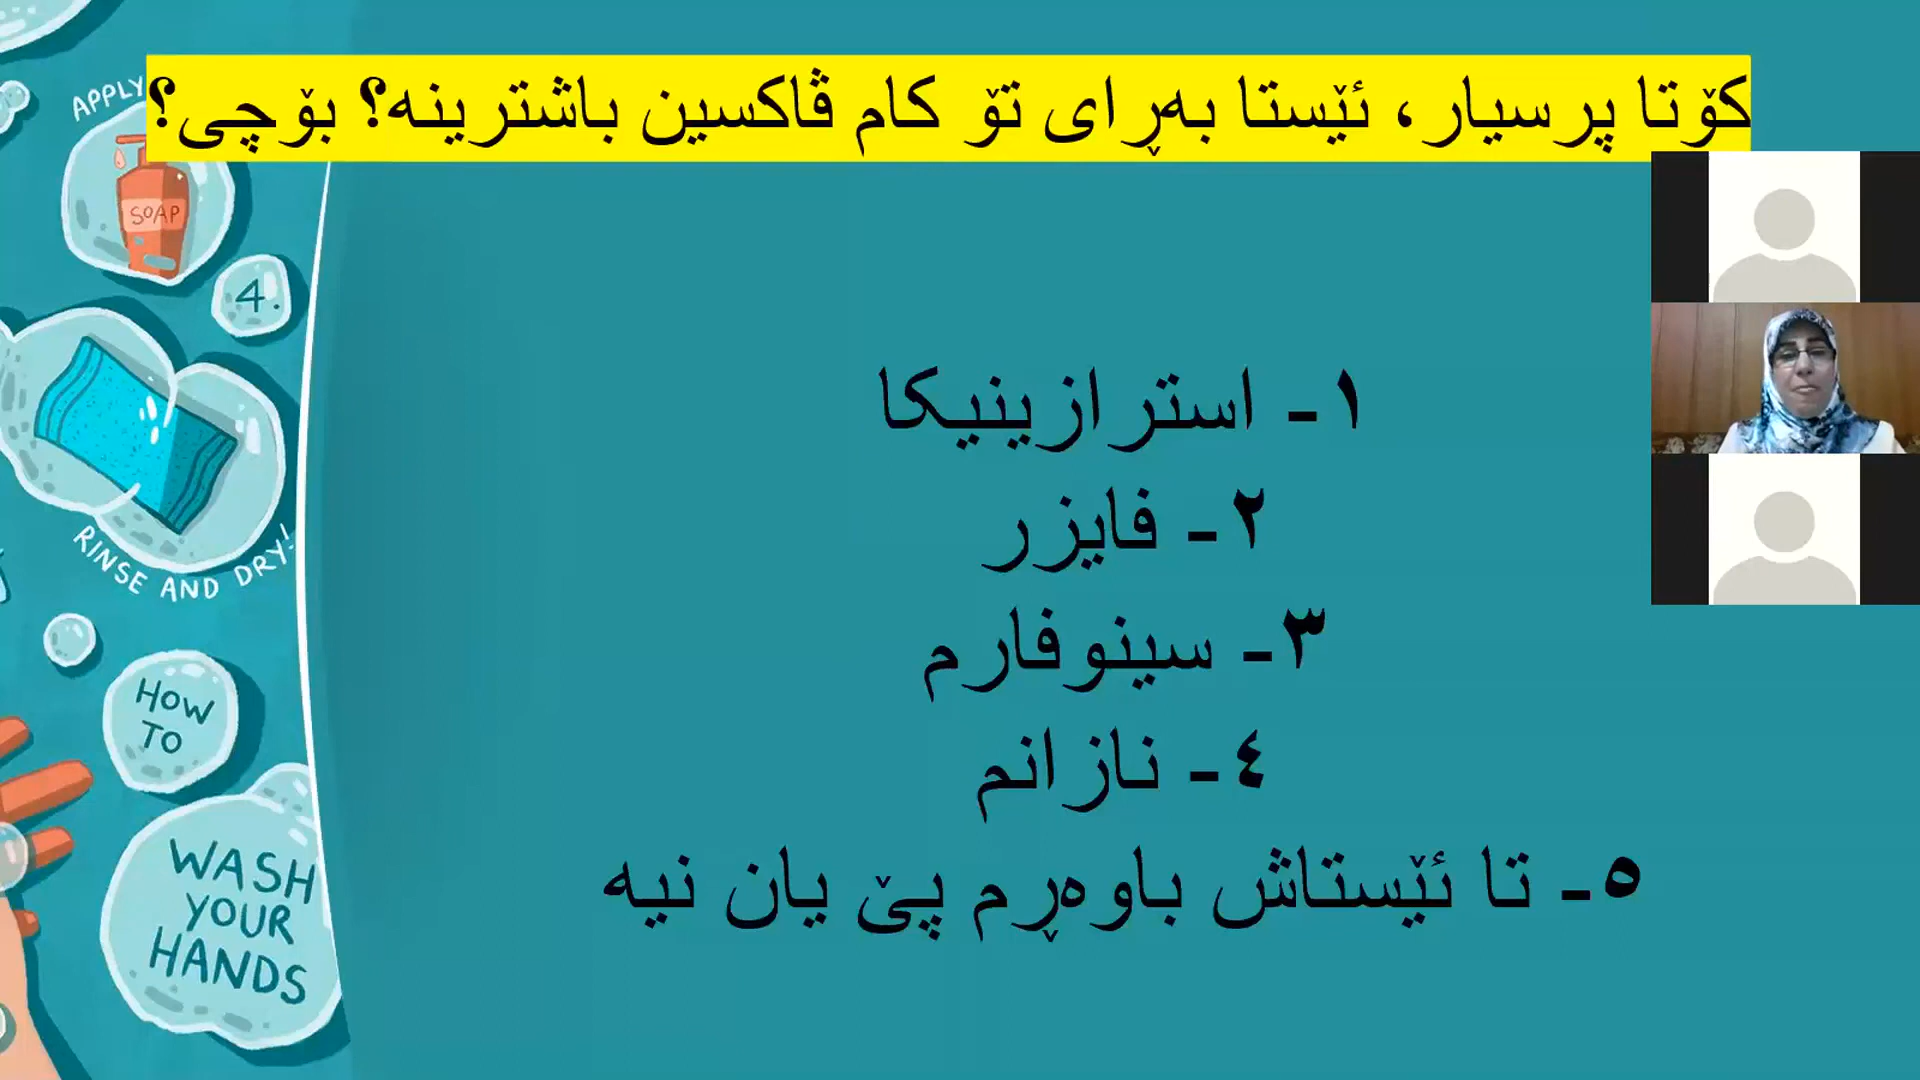 کۆتا پرسیار، ئێستا بەڕای تۆ کام ڤاکسین باشترینە؟ بۆچی؟
١- استرازینیکا
٢- فایزر
٣- سینوفارم
٤- نازانم
٥- تا ئێستاش باوەڕم پێ یان نیە
APPLY
SOAP
4.
RINSE AND DRY!
HOW
TO
WASH
YOUR
HANDS